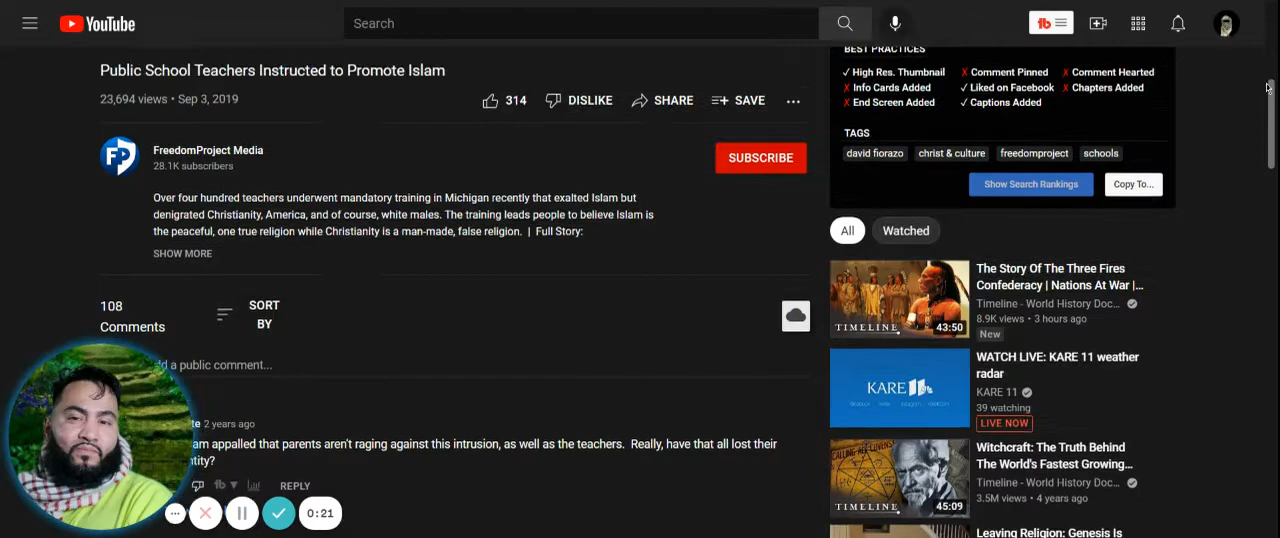 YouTube
Search
tb
Public School Teachers Instructed to Promote Islam
23,694 views • Sep 3, 2019
314
DISLIKE
SHARE
SAVE
FreedomProject Media
28.1K subscribers
SUBSCRIBE
Over four hundred teachers underwent mandatory training in Michigan recently that exalted Islam but
denigrated Christianity, America, and of course, white males. The training leads people to believe Islam is
the peaceful, one true religion while Christianity is a man-made, false religion. | Full Story:
SHOW MORE
108
Comments
SORT
BY
a public comment...
2 years ago
am appalled that parents aren't raging against this intrusion, as well as the teachers. Really, have that all lost their
REPLY
0:21
BEST PRACTICES
✓ High Res. Thumbnail ✗ Comment Pinned ✗ Comment Hearted
✗ Info Cards Added ✓ Liked on Facebook ✗ Chapters Added
✗ End Screen Added ✓ Captions Added
TAGS
david fiorazo christ & culture freedomproject schools
Show Search Rankings Copy To...
All Watched
TIMELINE
43:50
The Story Of The Three Fires
Confederacy | Nations At War |...
Timeline - World History Doc...
8.9K views • 3 hours ago
New
KARE 11
WATCH LIVE: KARE 11 weather
radar
KARE 11
39 watching
LIVE NOW
TIMELINE
45:09
Witchcraft: The Truth Behind
The World's Fastest Growing...
Timeline - World History Doc...
3.5M views • 4 years ago
Leaving Religion: Genesis Is